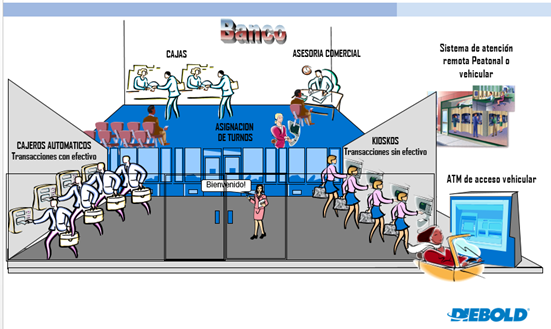 Banco
CAJAS
ASESORIA COMERCIAL
Sistema de atención
remota Peatonal o
vehicular
ASIGNACION
DE TURNOS
CAJEROS AUTOMATICOS
Transacciones con efectivo
KIOSKOS
Transacciones sin efectivo
ATM de acceso vehicular
Bienvenido!
DIEBOLD